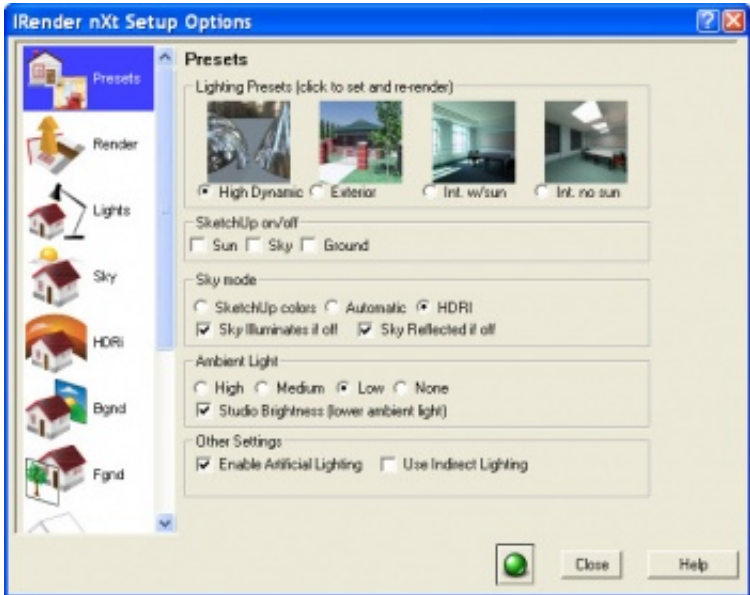 IRender nXt Setup Options
Presets
Render
Lights
Sky
HDRi
Bgnd
Fgnd
Presets
Lighting Presets (click to set and re-render)
High Dynamic Exterior Int. w/sun Int. no sun
SketchUp on/off
Sun Sky Ground
Sky mode
SketchUp colors Automatic HDRI
Sky Illuminates if off Sky Reflected if off
Ambient Light
High Medium Low None
Studio Brightness (lower ambient light)
Other Settings
Enable Artificial Lighting Use Indirect Lighting
Close Help